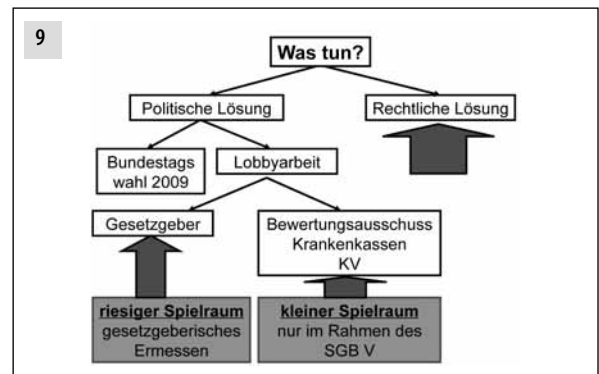 9
Was tun?
Politische Lösung
Rechtliche Lösung
Bundestags
wahl 2009
Lobbyarbeit
Gesetzgeber
Bewertungsausschuss
Krankenkassen
KV
riesiger Spielraum
gesetzgeberisches
Ermessen
kleiner Spielraum
nur im Rahmen des
SGB V